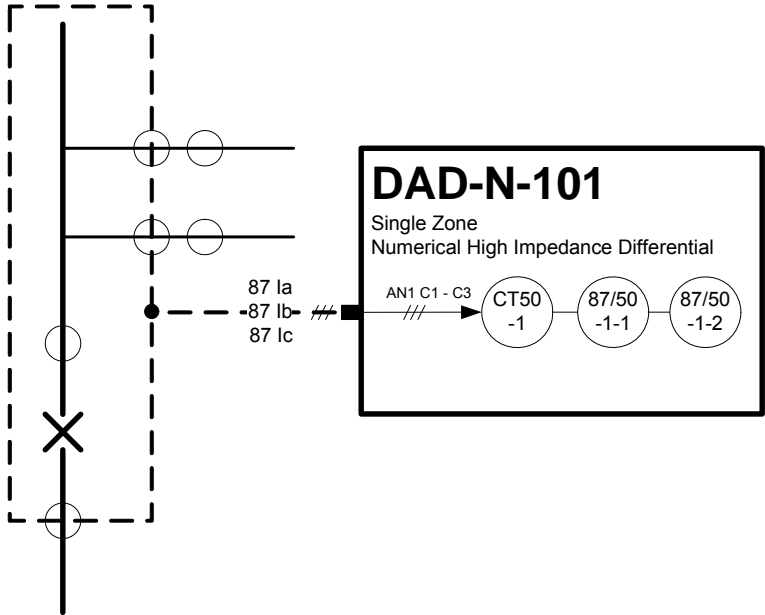 DAD-N-101
Single Zone
Numerical High Impedance Differential
87 Ia
87 Ib
87 Ic
AN1 C1 - C3
CT50
-1
87/50
-1-1
87/50
-1-2